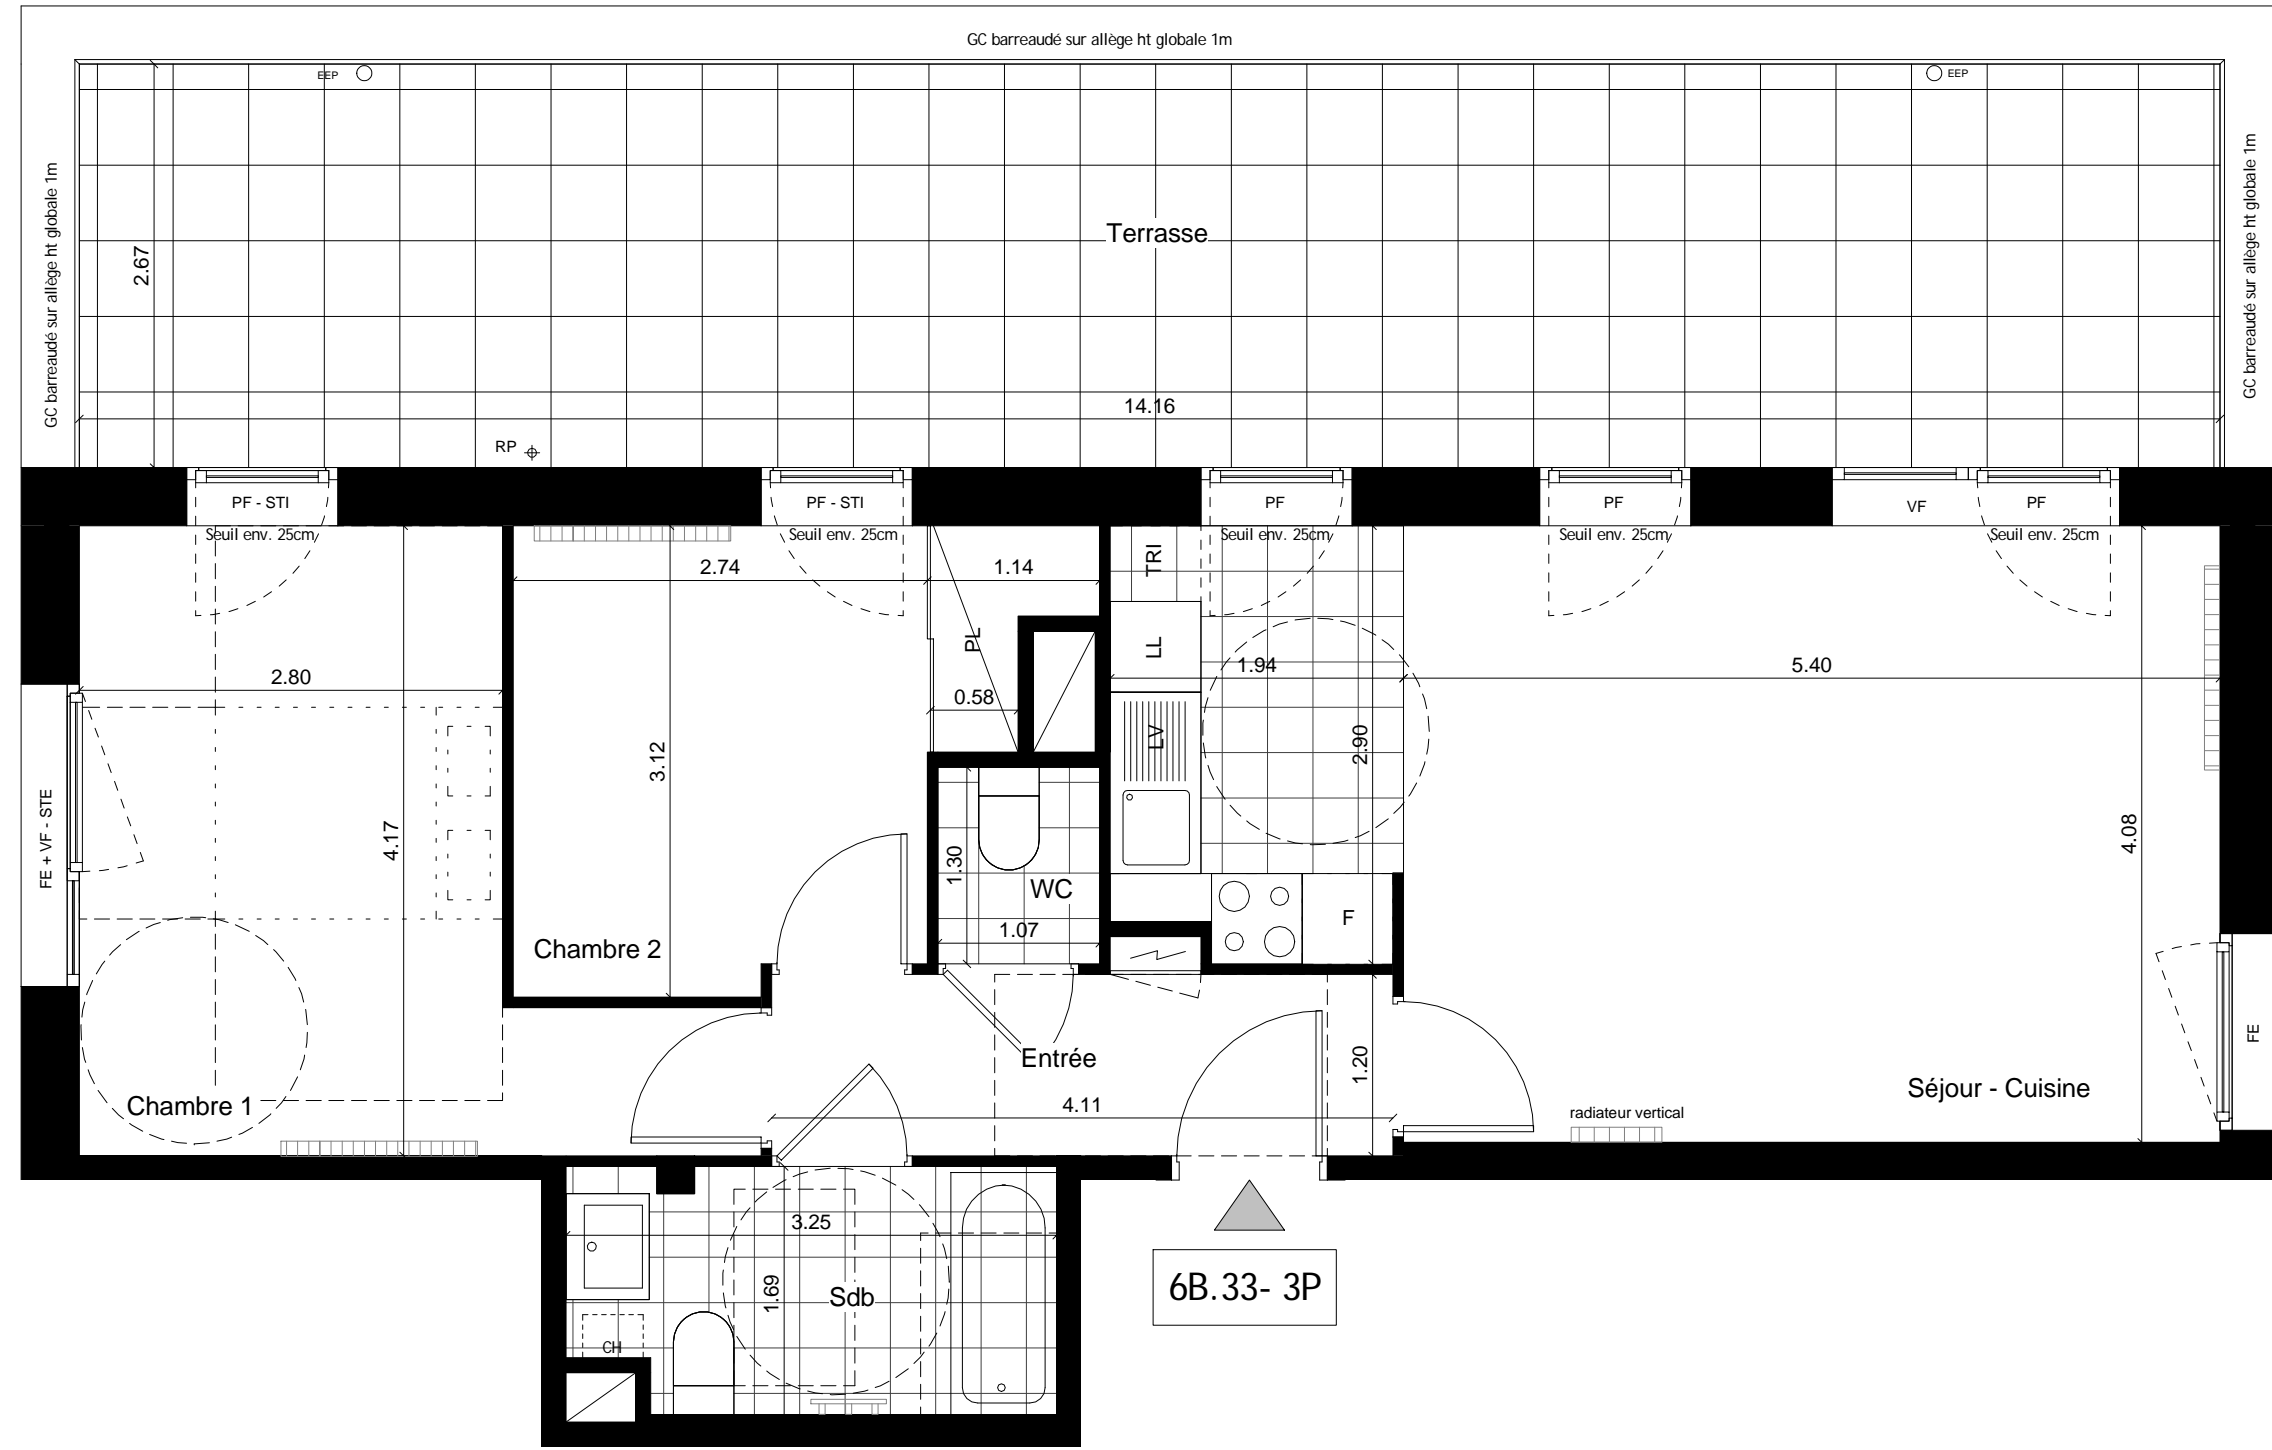 GC barreaudé sur allège ht globale 1m
EEP
EEP
GC barreaudé sur allège ht globale 1m
GC barreaudé sur allège ht globale 1m
Terrasse
2.67
14.16
RP
PF - STI
PF - STI
PF
PF
VF
PF
Seuil env. 25cm
Seuil env. 25cm
Seuil env. 25cm
Seuil env. 25cm
Seuil env. 25cm
TRI
2.74
1.14
PL
LL
1.94
5.40
2.80
0.58
LV
2.90
3.12
FE + VF - STE
4.17
4.08
1.30
WC
F
1.07
Chambre 2
Entrée
1.20
FE
Séjour - Cuisine
Chambre 1
4.11
radiateur vertical
3.25
1.69
Sdb
6B.33- 3P
CH